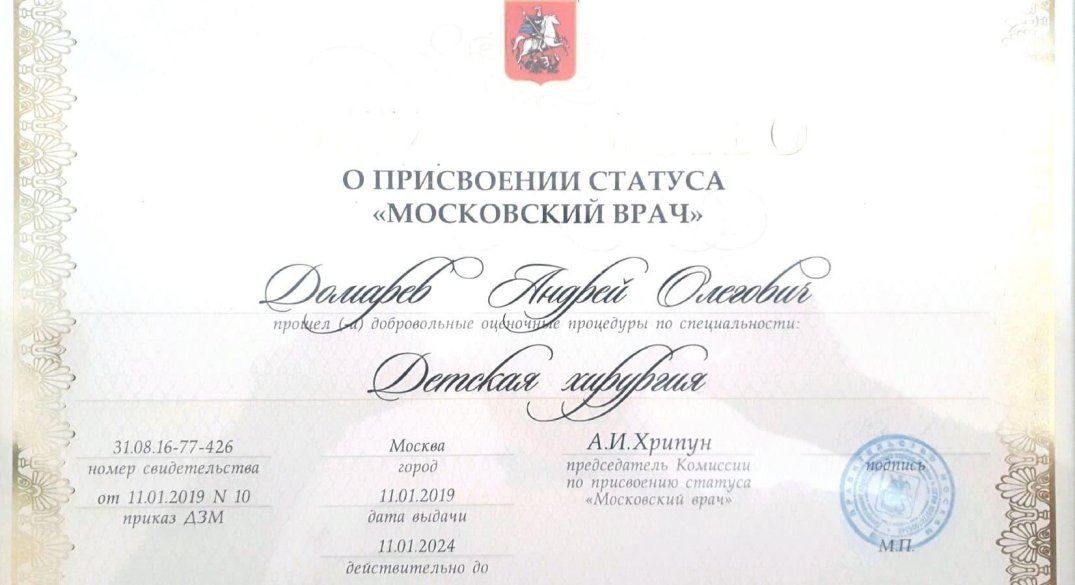 О ПРИСВОЕНИИ СТАТУСА
«МОСКОВСКИЙ ВРАЧ»
Домарев Андрей Олегович
прошел (-а) добровольные оценочные процедуры по специальности:
Детская хирургия
31.08.16-77-426
номер свидетельства
от 11.01.2019 N 10
приказ ДЗМ
Москва
город
11.01.2019
дата выдачи
11.01.2024
действительно до
А.И.Хрипун
председатель Комиссии
по присвоению статуса
«Московский врач»
подпись
М.П.